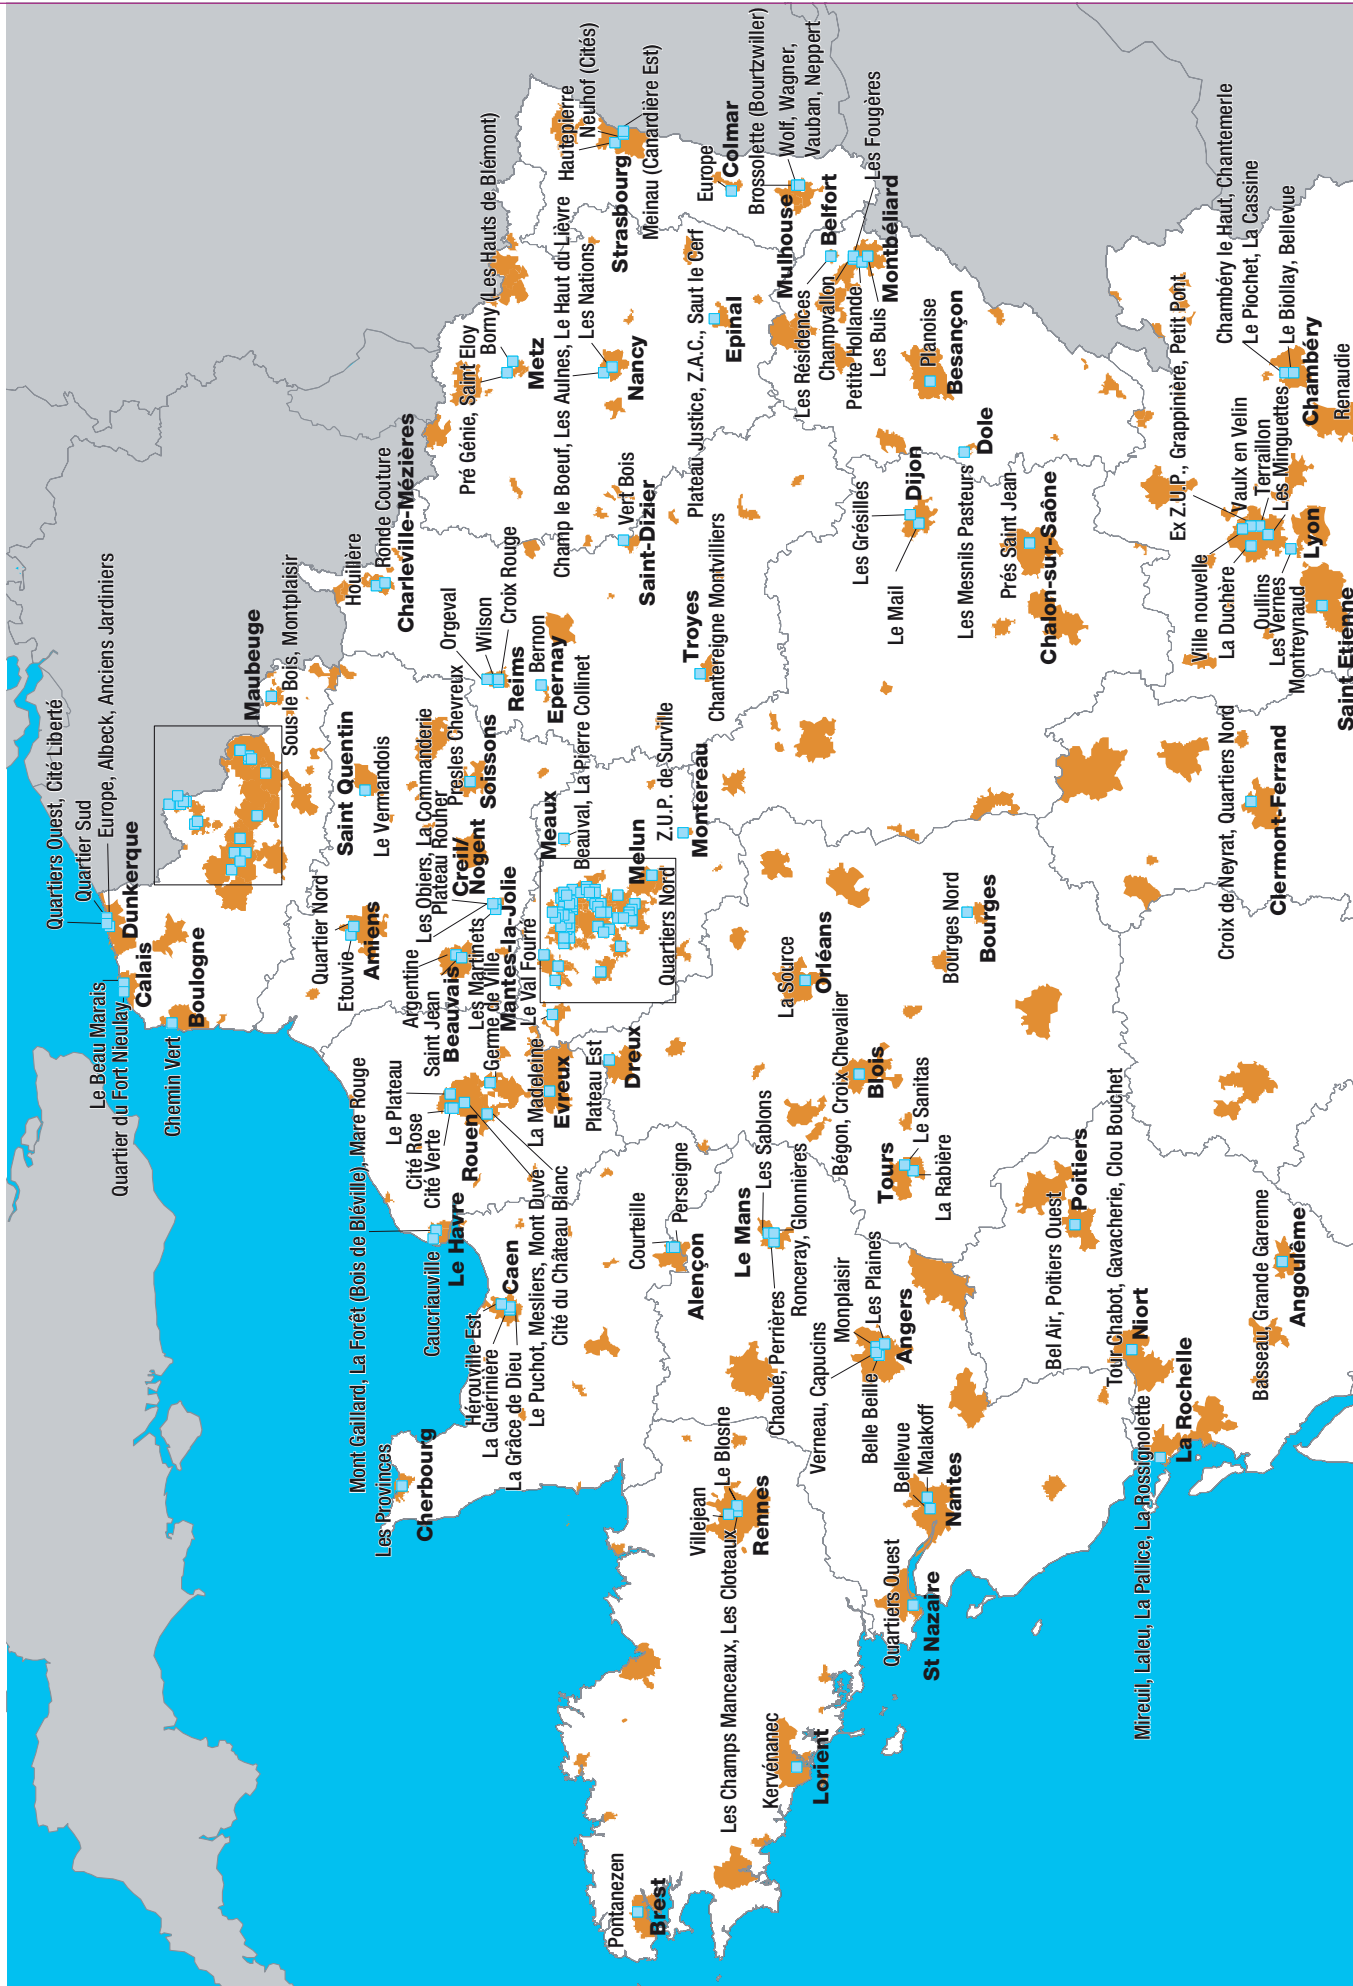 Quartiers Ouest, Cité Liberté
Quartier Sud
Europe, Albeck, Anciens Jardiniers
Dunkerque
Le Beau Marais
Quartier du Fort Nieulay
Calais
Chemin Vert
Boulogne
Maubeuge
Sous le Bois, Montplaisir
Quartier Nord
Etouvie
Amiens
Saint Quentin
Le Vermandois
Houillère
Ronde Couture
Charleville-Mézières
Les Provinces
Cherbourg
Mont Gaillard, La Forêt (Bois de Bléville), Mare Rouge
Caucriauville
Le Havre
Le Plateau
Cité Rose
Cité Verte
Rouen
Saint Jean
Argentine
Beauvais
Les Martinets
Germe de Ville
Les Obiers, La Commanderie
Plateau Rouher
Creil/
Nogent
Presles Chevreux
Soissons
Orgeval
Wilson
Croix Rouge
Reims
Bernon
Epernay
Hérouville Est
La Guérinière
La Grâce de Dieu
Caen
Le Puchot, Mesliers, Mont Duve
Cité du Château Blanc
La Madeleine
Evreux
Mantes-la-Jolie
Le Val Fourré
Meaux
Beauval, La Pierre Collinet
Plateau Est
Dreux
Melun
Quartiers Nord
Z.U.P. de Surville
Montereau
Pré Génie, Saint Eloy
Borny (Les Hauts de Blémont)
Metz
Champ le Boeuf, Les Aulnes, Le Haut du Lièvre
Les Nations
Nancy
Hautepierre
Neuhof (Cités)
Strasbourg
Meinau (Canardière Est)
Vert Bois
Saint-Dizier
Troyes
Chantereigne Montvilliers
Plateau Justice, Z.A.C., Saut le Cerf
Epinal
Europe
Colmar
Brossolette (Bourtzwiller)
Wolf, Wagner,
Vauban, Neppert
Mulhouse
Les Résidences
Belfort
Champvallon
Petite Hollande
Les Buis
Les Fougères
Montbéliard
Pontanezen
Brest
Kervénanec
Lorient
Villejean
Le Blosne
Les Champs Manceaux, Les Cloteaux
Rennes
Courteille
Perseigne
Alençon
Le Mans
Les Sablons
Chaoué, Perrières
Ronceray, Glonnières
La Source
Orléans
Bégon, Croix Chevalier
Blois
Tours
Le Sanitas
La Rabière
Verneau, Capucins
Monplaisir
Les Plaines
Belle Beille
Angers
Bellevue
Malakoff
Nantes
Quartiers Ouest
St Nazaire
Bourges Nord
Bourges
Les Grésilles
Le Mail
Dijon
Les Mesnils Pasteurs
Dole
Planoise
Besançon
Prés Saint Jean
Chalon-sur-Saône
Bel Air, Poitiers Ouest
Poitiers
Tour Chabot, Gavacherie, Clou Bouchet
Niort
Mireuil, Laleu, La Pallice, La Rossignolette
La Rochelle
Basseau, Grande Garenne
Angoulême
Croix de Neyrat, Quartiers Nord
Clermont-Ferrand
Ex Z.U.P., Grappinière, Petit Pont
Ville nouvelle
Vaulx en Velin
La Duchère
Terraillon
Oullins
Les Minguettes
Les Vernes
Lyon
Montreynaud
Saint-Etienne
Chambéry le Haut, Chantemerle
Le Piochet, La Cassine
Le Biollay, Bellevue
Chambéry
Renaudie